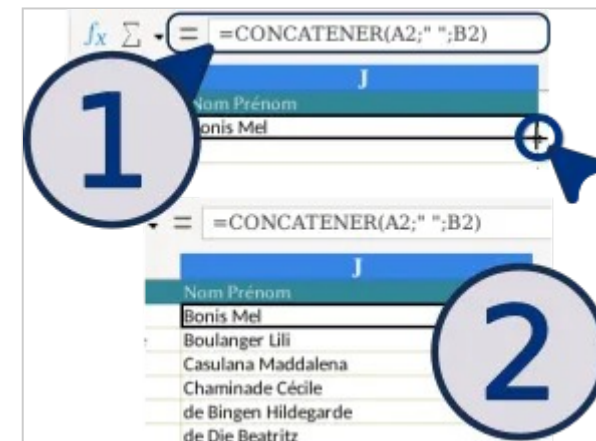 fx Σ = =CONCATENER(A2;" ";B2)
J
1
Nom Prénom
Bonis Mel
= =CONCATENER(A2;" ";B2)
J
Nom Prénom
Bonis Mel
2
Boulanger Lili
Casulana Maddalena
Chaminade Cécile
de Bingen Hildegarde
de Die Beatritz